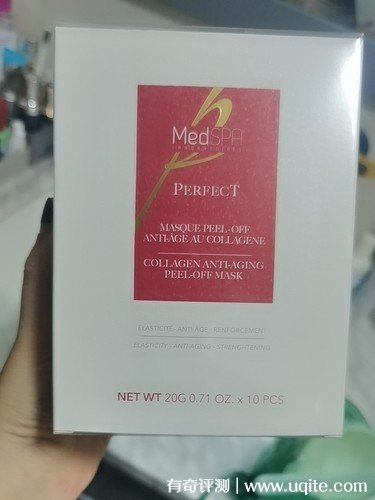 MedSPA
LABORATOIRES
PERFECT
MASQUE PEEL-OFF
ANTI-ÂGE AU COLLAGÈNE
COLLAGEN ANTI-AGING
PEEL-OFF MASK
ELASTICITÉ - ANTI ÂGE - RENFORCEMENT
ELASTICITY - ANTI-AGING - STRENGHTENING
NET WT 20G 0.71 OZ. x 10 PCS
有奇评测 | www.uqite.com